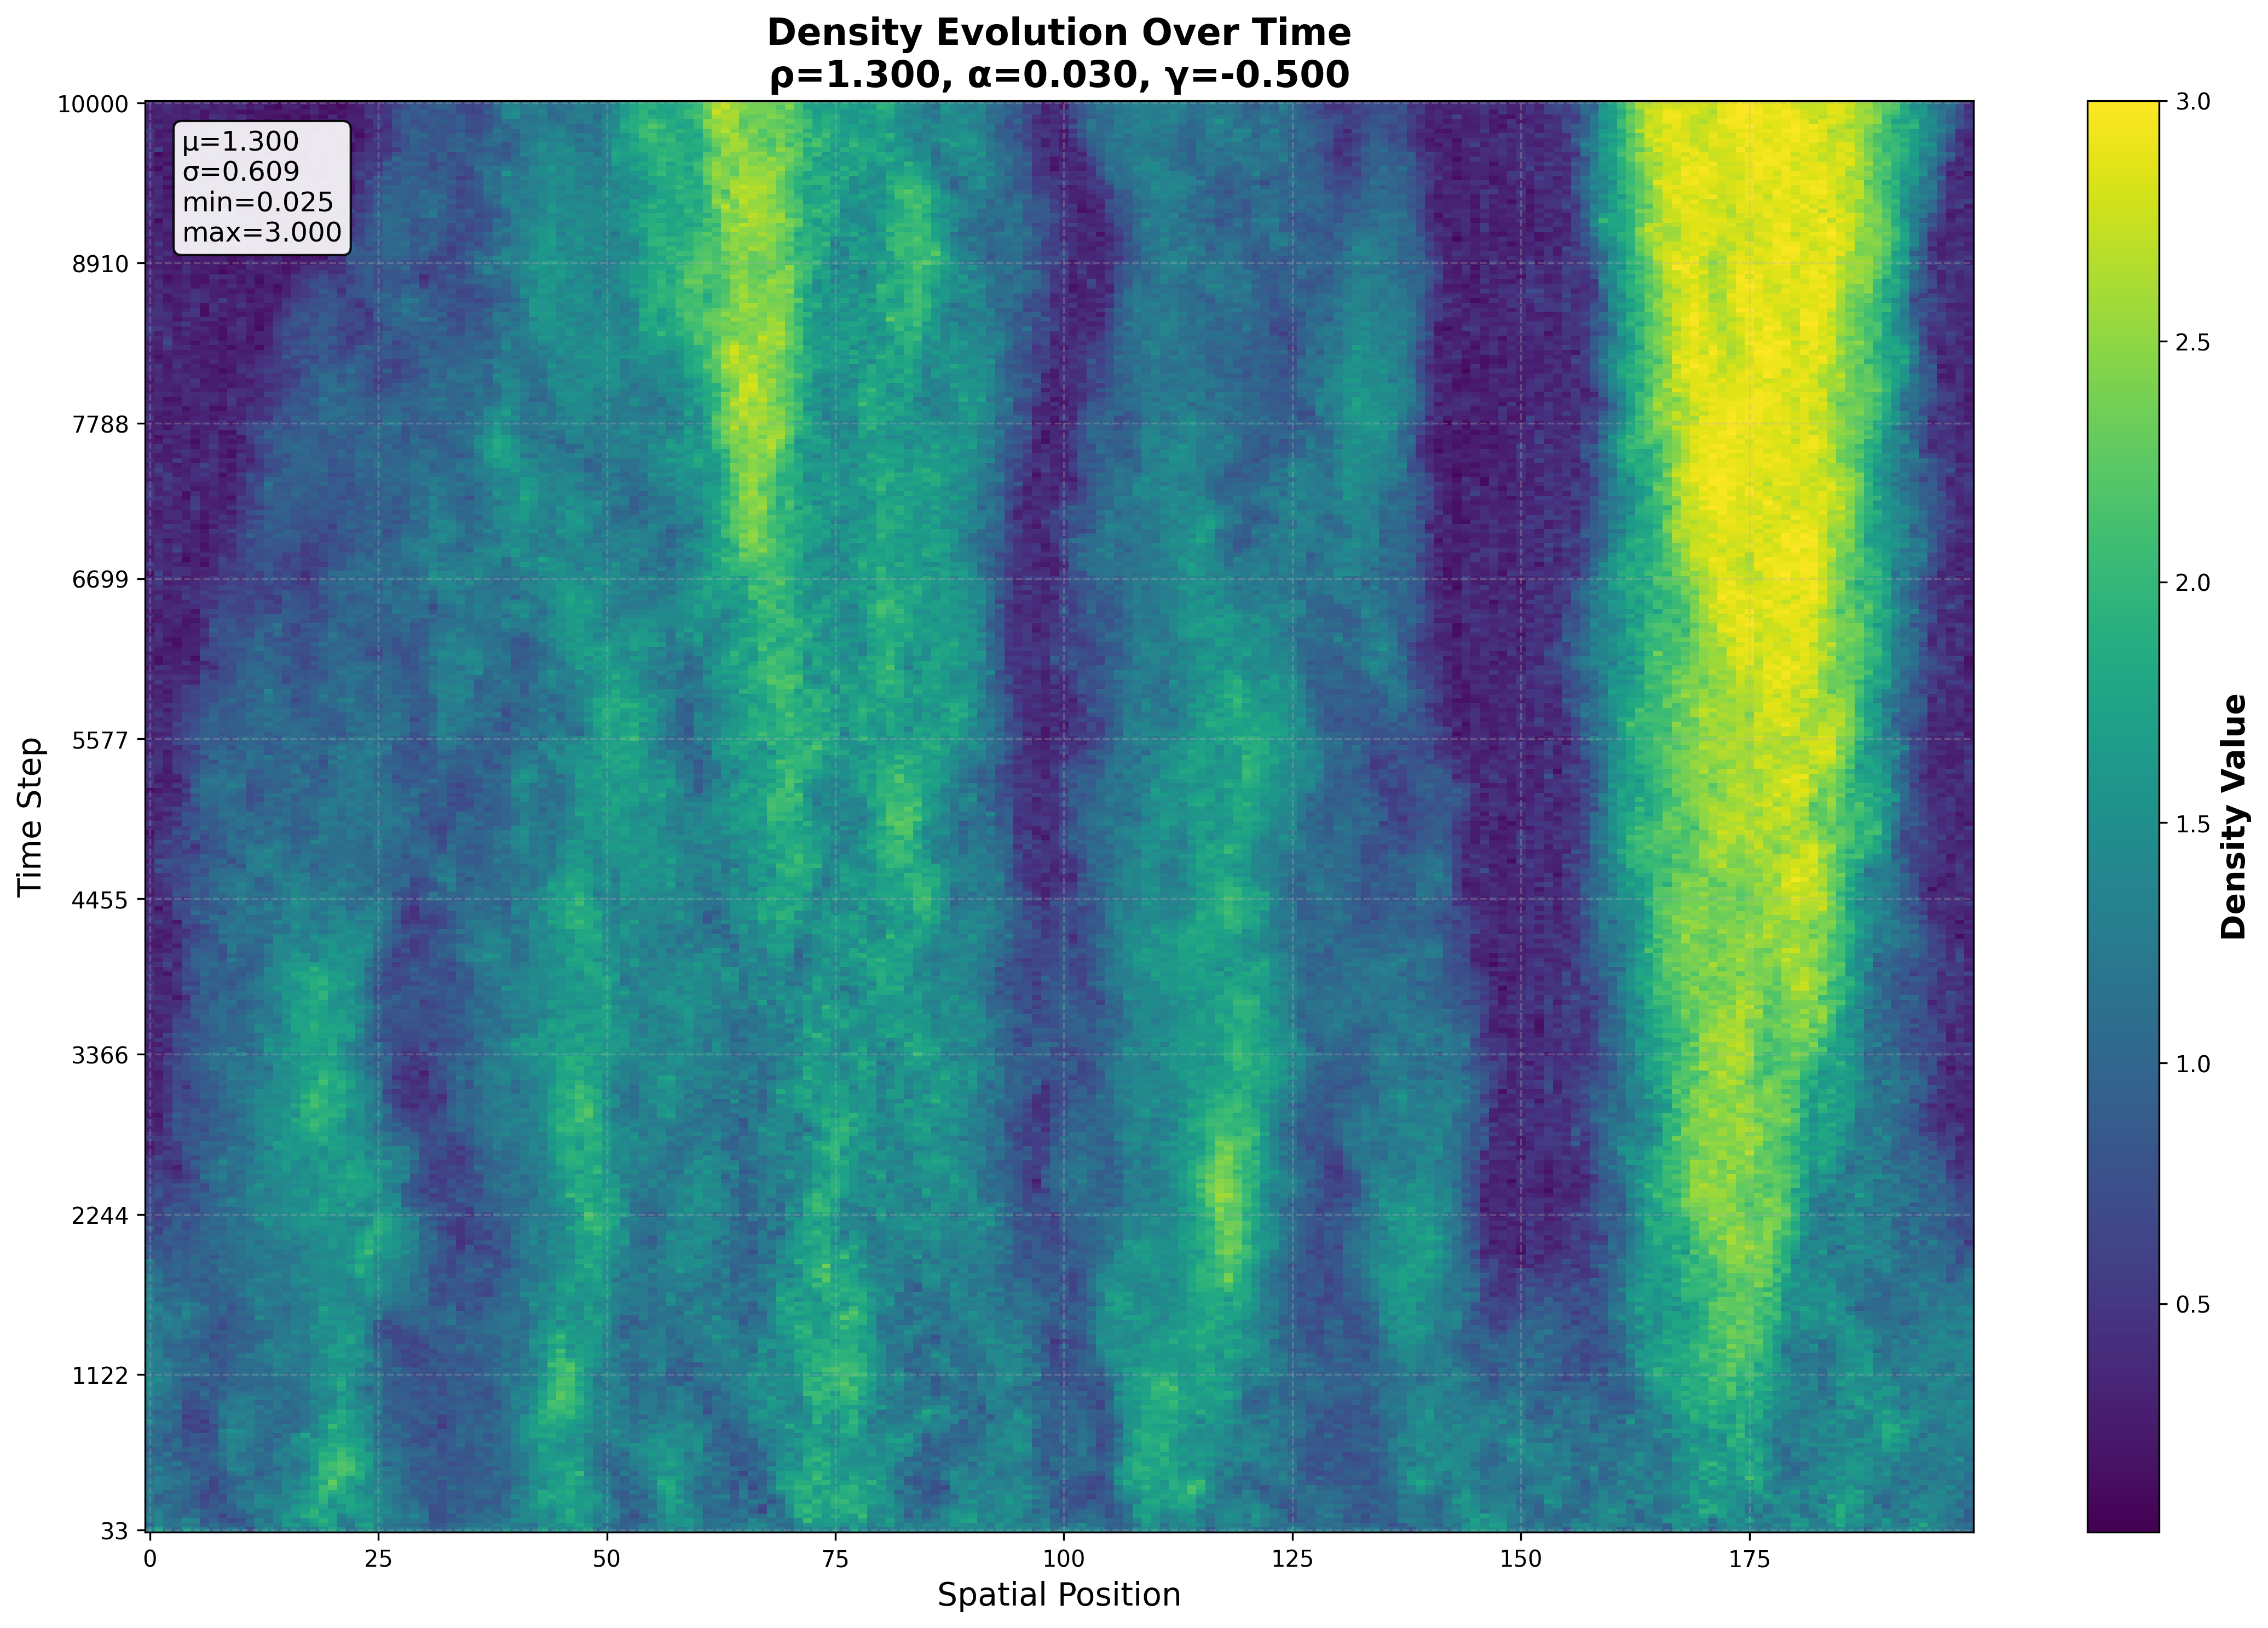 Density Evolution Over Time
ρ=1.300, α=0.030, γ=-0.500
μ=1.300
σ=0.609
min=0.025
max=3.000
Time Step
10000
8910
7788
6699
5577
4455
3366
2244
1122
33
0 25 50 75 100 125 150 175
Spatial Position
3.0
2.5
2.0
1.5
1.0
0.5
Density Value